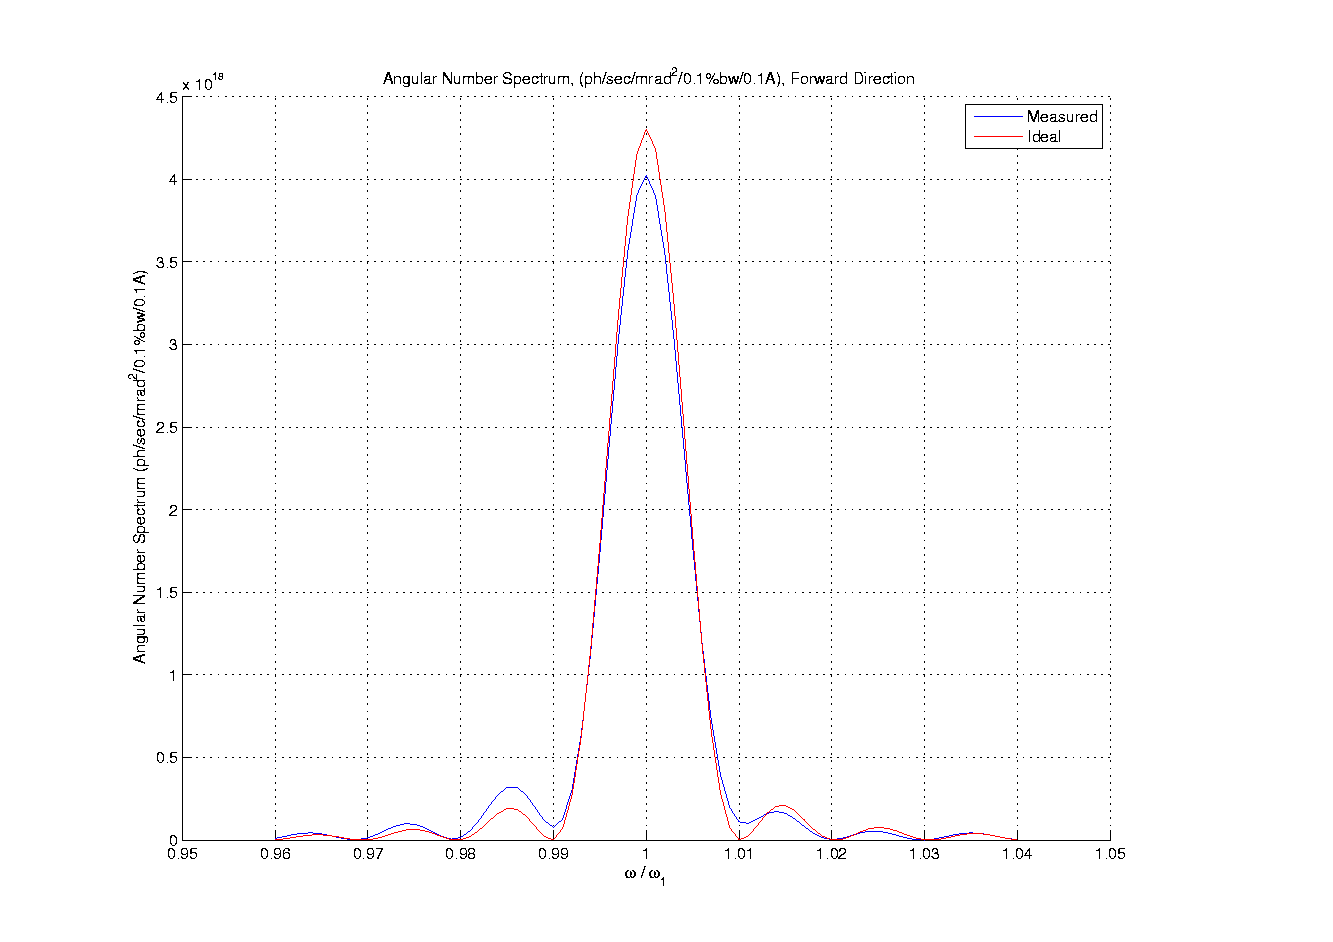 Angular Number Spectrum, (ph/sec/mrad²/0.1%bw/0.1A), Forward Direction
x 10¹⁸
4.5
4
3.5
3
2.5
2
1.5
1
0.5
0
Angular Number Spectrum (ph/sec/mrad²/0.1%bw/0.1A)
Measured
Ideal
0.95 0.96 0.97 0.98 0.99 1 1.01 1.02 1.03 1.04 1.05
ω / ω₁